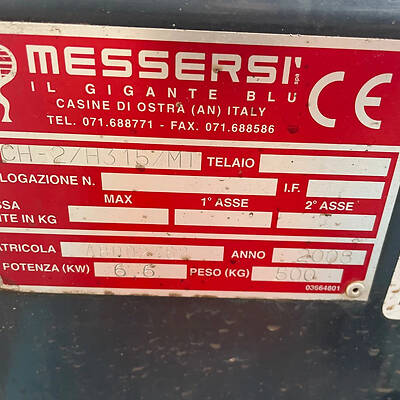 MESSERSI' spa
IL GIGANTE BLU
CASINE DI OSTRA (AN) ITALY
TEL. 071.688771 - FAX. 071.688586
CE
CH-2/H315/MT TELAIO
LOGAZIONE N. I.F.
SSA MAX 1° ASSE 2° ASSE
TE IN KG
ATRICOLA ANNO 2008
POTENZA (KW) 6.6 PESO (KG) 500
03664801